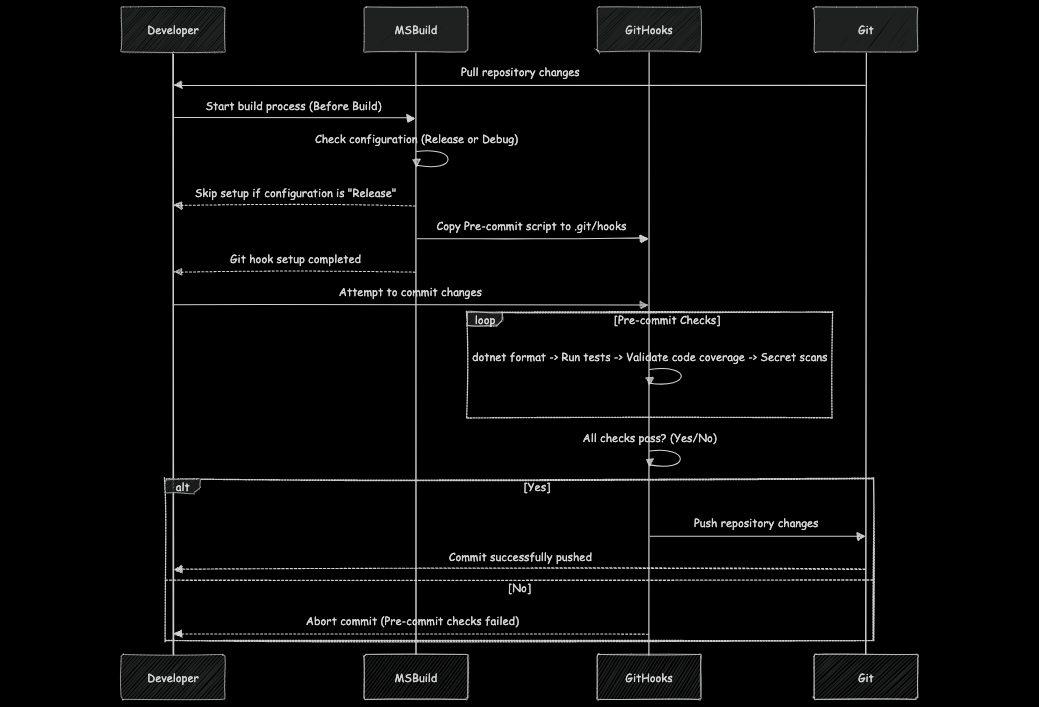 Developer
MSBuild
GitHooks
Git
Pull repository changes
Start build process (Before Build)
Check configuration (Release or Debug)
Skip setup if configuration is "Release"
Copy Pre-commit script to .git/hooks
Git hook setup completed
Attempt to commit changes
loop
[Pre-commit Checks]
dotnet format -> Run tests -> Validate code coverage -> Secret scans
All checks pass? (Yes/No)
alt
[Yes]
Push repository changes
Commit successfully pushed
[No]
Abort commit (Pre-commit checks failed)
Developer
MSBuild
GitHooks
Git